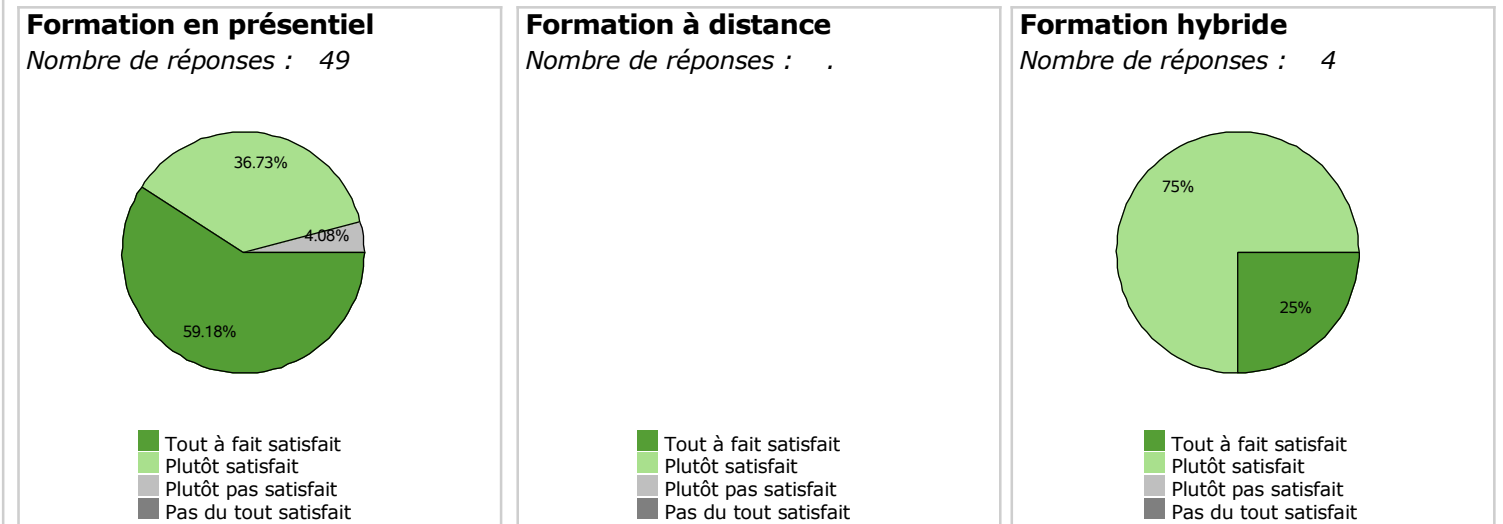 Formation en présentiel
Nombre de réponses : 49
36.73%
4.08%
59.18%
Tout à fait satisfait
Plutôt satisfait
Plutôt pas satisfait
Pas du tout satisfait
Formation à distance
Nombre de réponses : .
Tout à fait satisfait
Plutôt satisfait
Plutôt pas satisfait
Pas du tout satisfait
Formation hybride
Nombre de réponses : 4
75%
25%
Tout à fait satisfait
Plutôt satisfait
Plutôt pas satisfait
Pas du tout satisfait